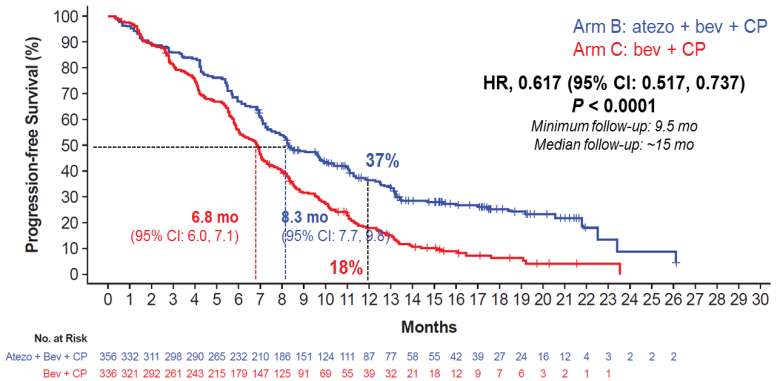 Progression-free Survival (%)
100
90
80
70
60
50
40
30
20
10
0
Arm B: atezo + bev + CP
Arm C: bev + CP
HR, 0.617 (95% CI: 0.517, 0.737)
P < 0.0001
Minimum follow-up: 9.5 mo
Median follow-up: ~15 mo
37%
6.8 mo
(95% CI: 6.0, 7.1)
8.3 mo
(95% CI: 7.7, 9.8)
18%
0 1 2 3 4 5 6 7 8 9 10 11 12 13 14 15 16 17 18 19 20 21 22 23 24 25 26 27 28 29 30
Months
No. at Risk
Atezo + Bev + CP 356 332 311 298 290 265 232 210 186 151 124 111 87 77 58 55 42 39 27 24 16 12 4 3 2 2 2
Bev + CP 336 321 292 261 243 215 179 147 125 91 69 55 39 32 21 18 12 9 7 6 3 2 1 1